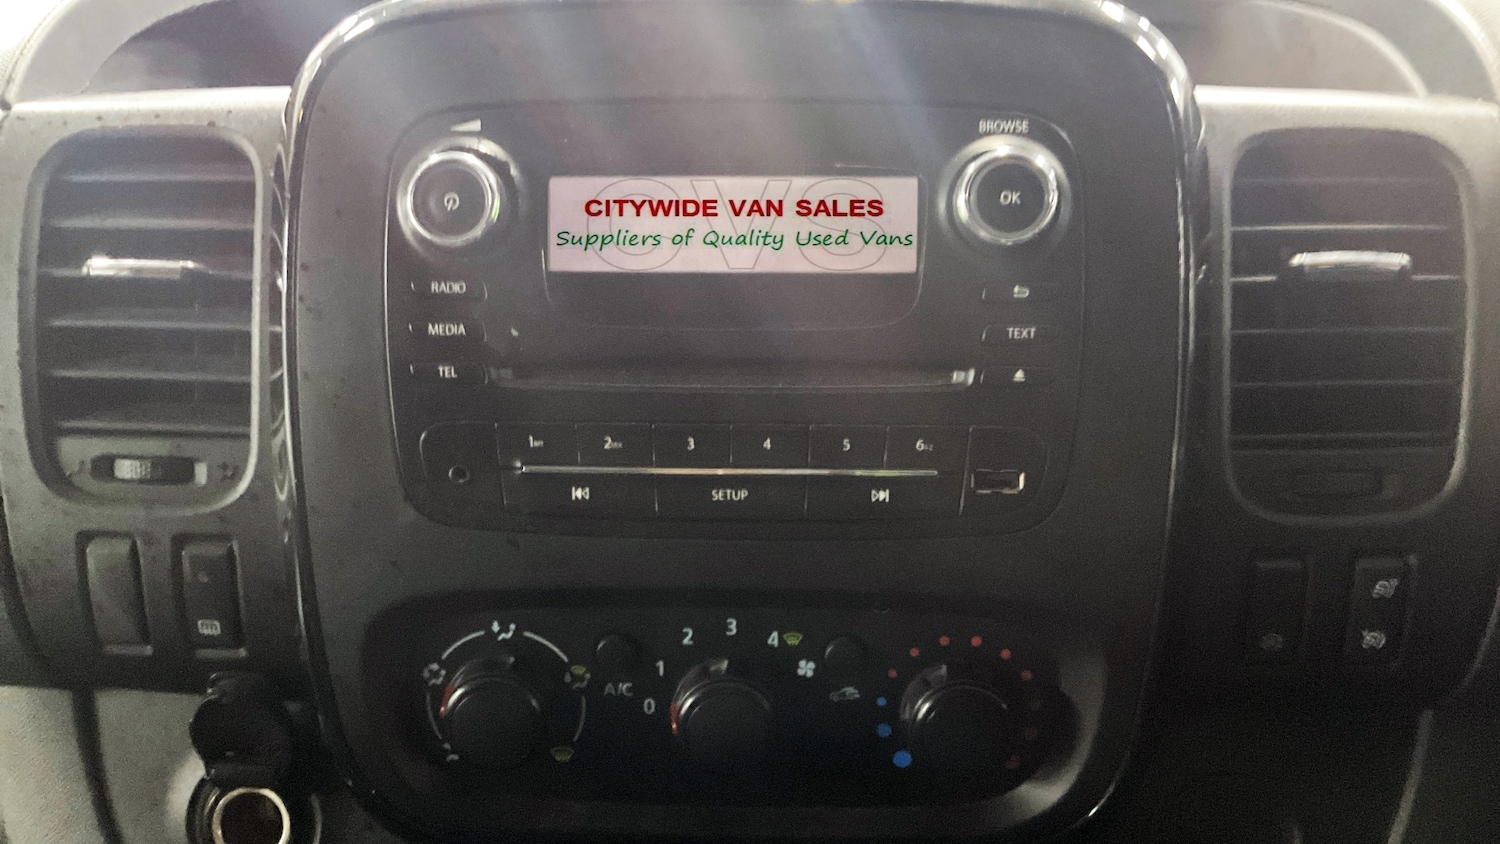 BROWSE
OK
CVS
CITYWIDE VAN SALES
Suppliers of Quality Used Vans
RADIO
MEDIA
TEXT
TEL
1 2 3 4 5 6
SETUP
A/C
0 1 2 3 4